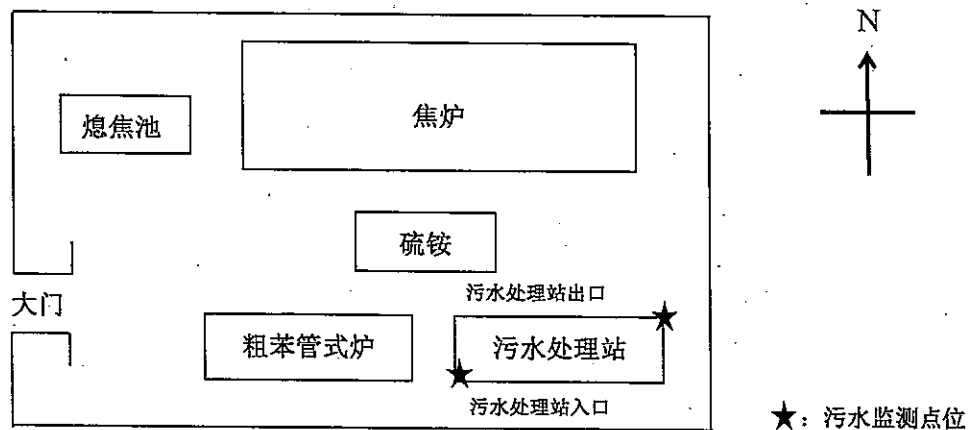 N
焦炉
熄焦池
硫铵
污水处理站出口
大门
粗苯管式炉
污水处理站
污水处理站入口
★：污水监测点位